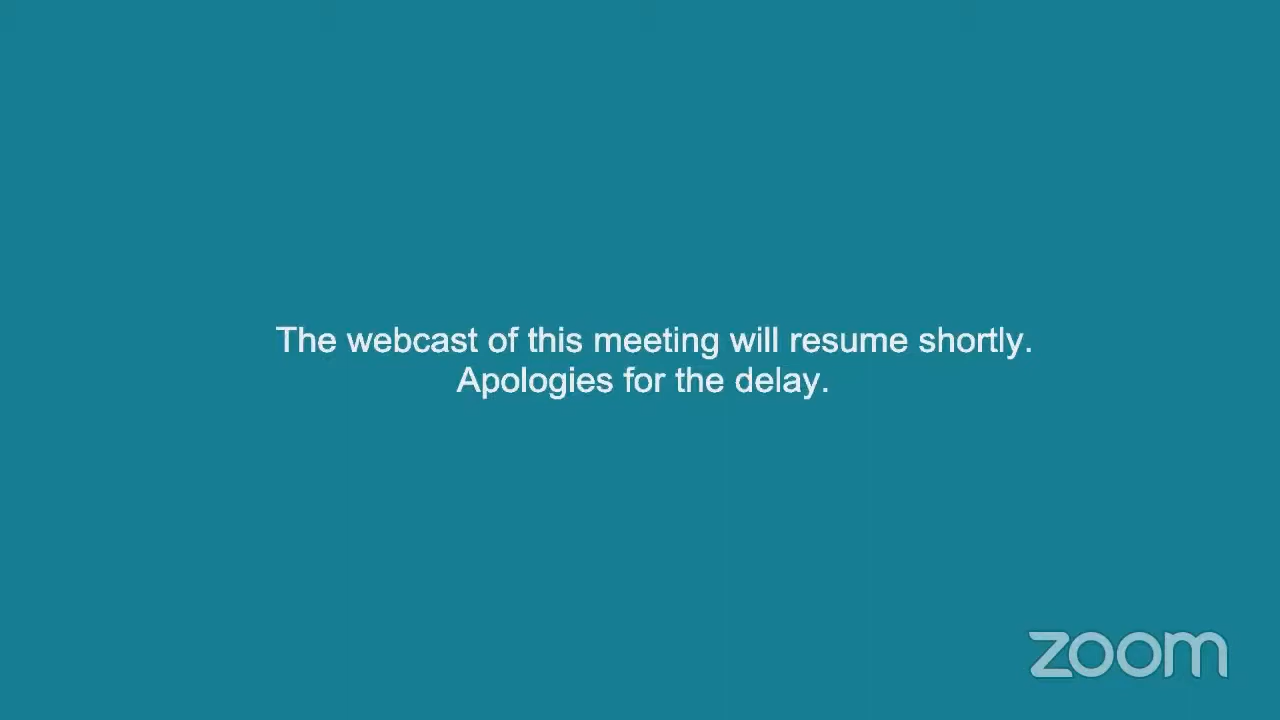 The webcast of this meeting will resume shortly.
Apologies for the delay.
zoom